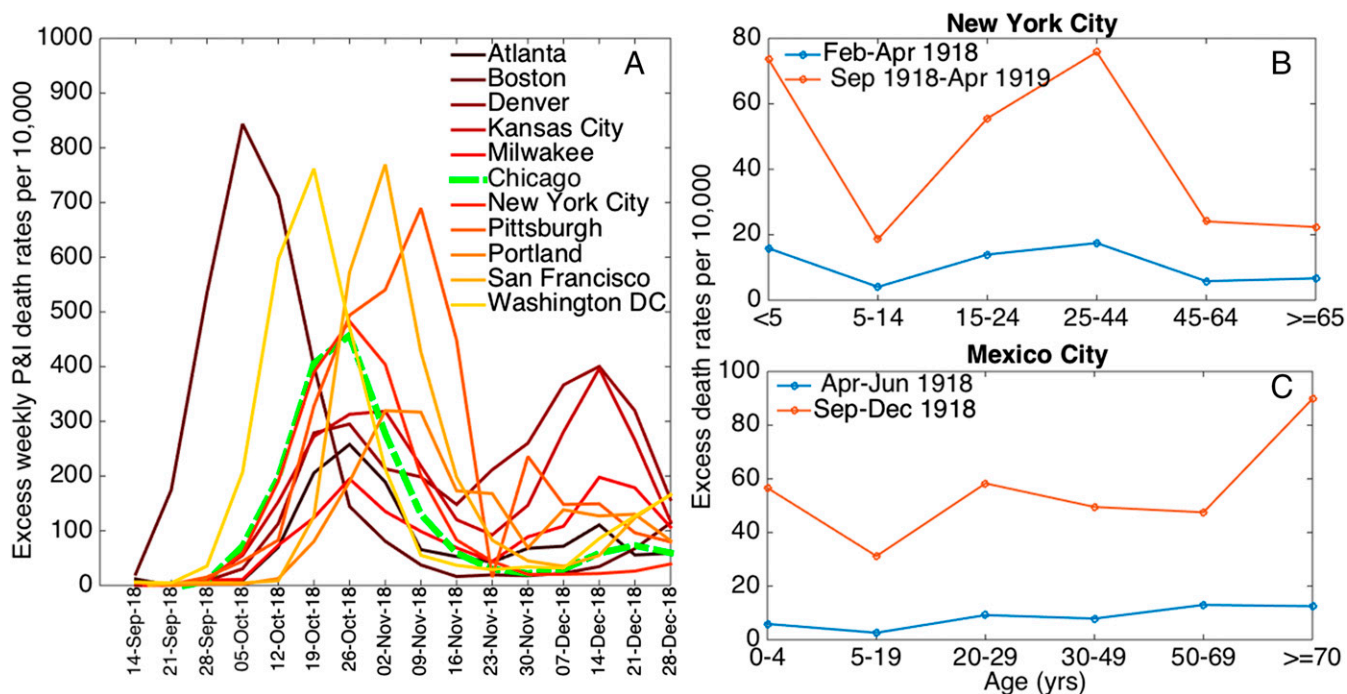 A
Excess weekly P&I death rates per 10,000
1000
900
800
700
600
500
400
300
200
100
0
Atlanta
Boston
Denver
Kansas City
Milwakee
Chicago
New York City
Pittsburgh
Portland
San Francisco
Washington DC
14-Sep-18
21-Sep-18
28-Sep-18
05-Oct-18
12-Oct-18
19-Oct-18
26-Oct-18
02-Nov-18
09-Nov-18
16-Nov-18
23-Nov-18
30-Nov-18
07-Dec-18
14-Dec-18
21-Dec-18
28-Dec-18
New York City
B
Excess death rates per 10,000
80
60
40
20
0
Feb-Apr 1918
Sep 1918-Apr 1919
<5
5-14
15-24
25-44
45-64
>=65
Mexico City
C
Excess death rates per 10,000
100
80
60
40
20
0
Apr-Jun 1918
Sep-Dec 1918
0-4
5-19
20-29
30-49
50-69
>=70
Age (yrs)